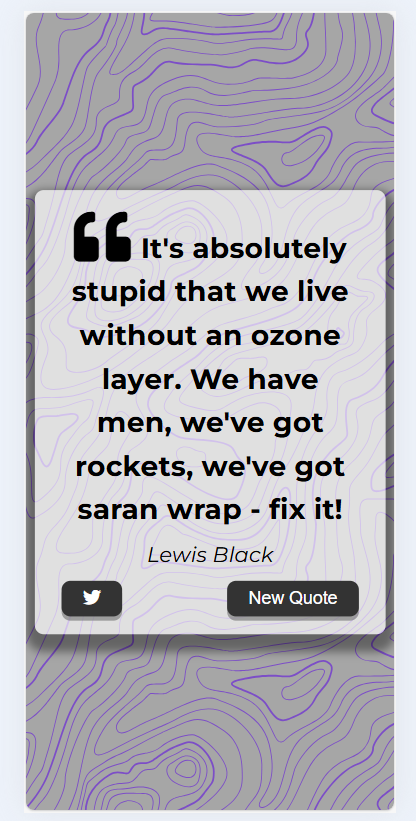 It's absolutely
stupid that we live
without an ozone
layer. We have
men, we've got
rockets, we've got
saran wrap - fix it!
Lewis Black
New Quote